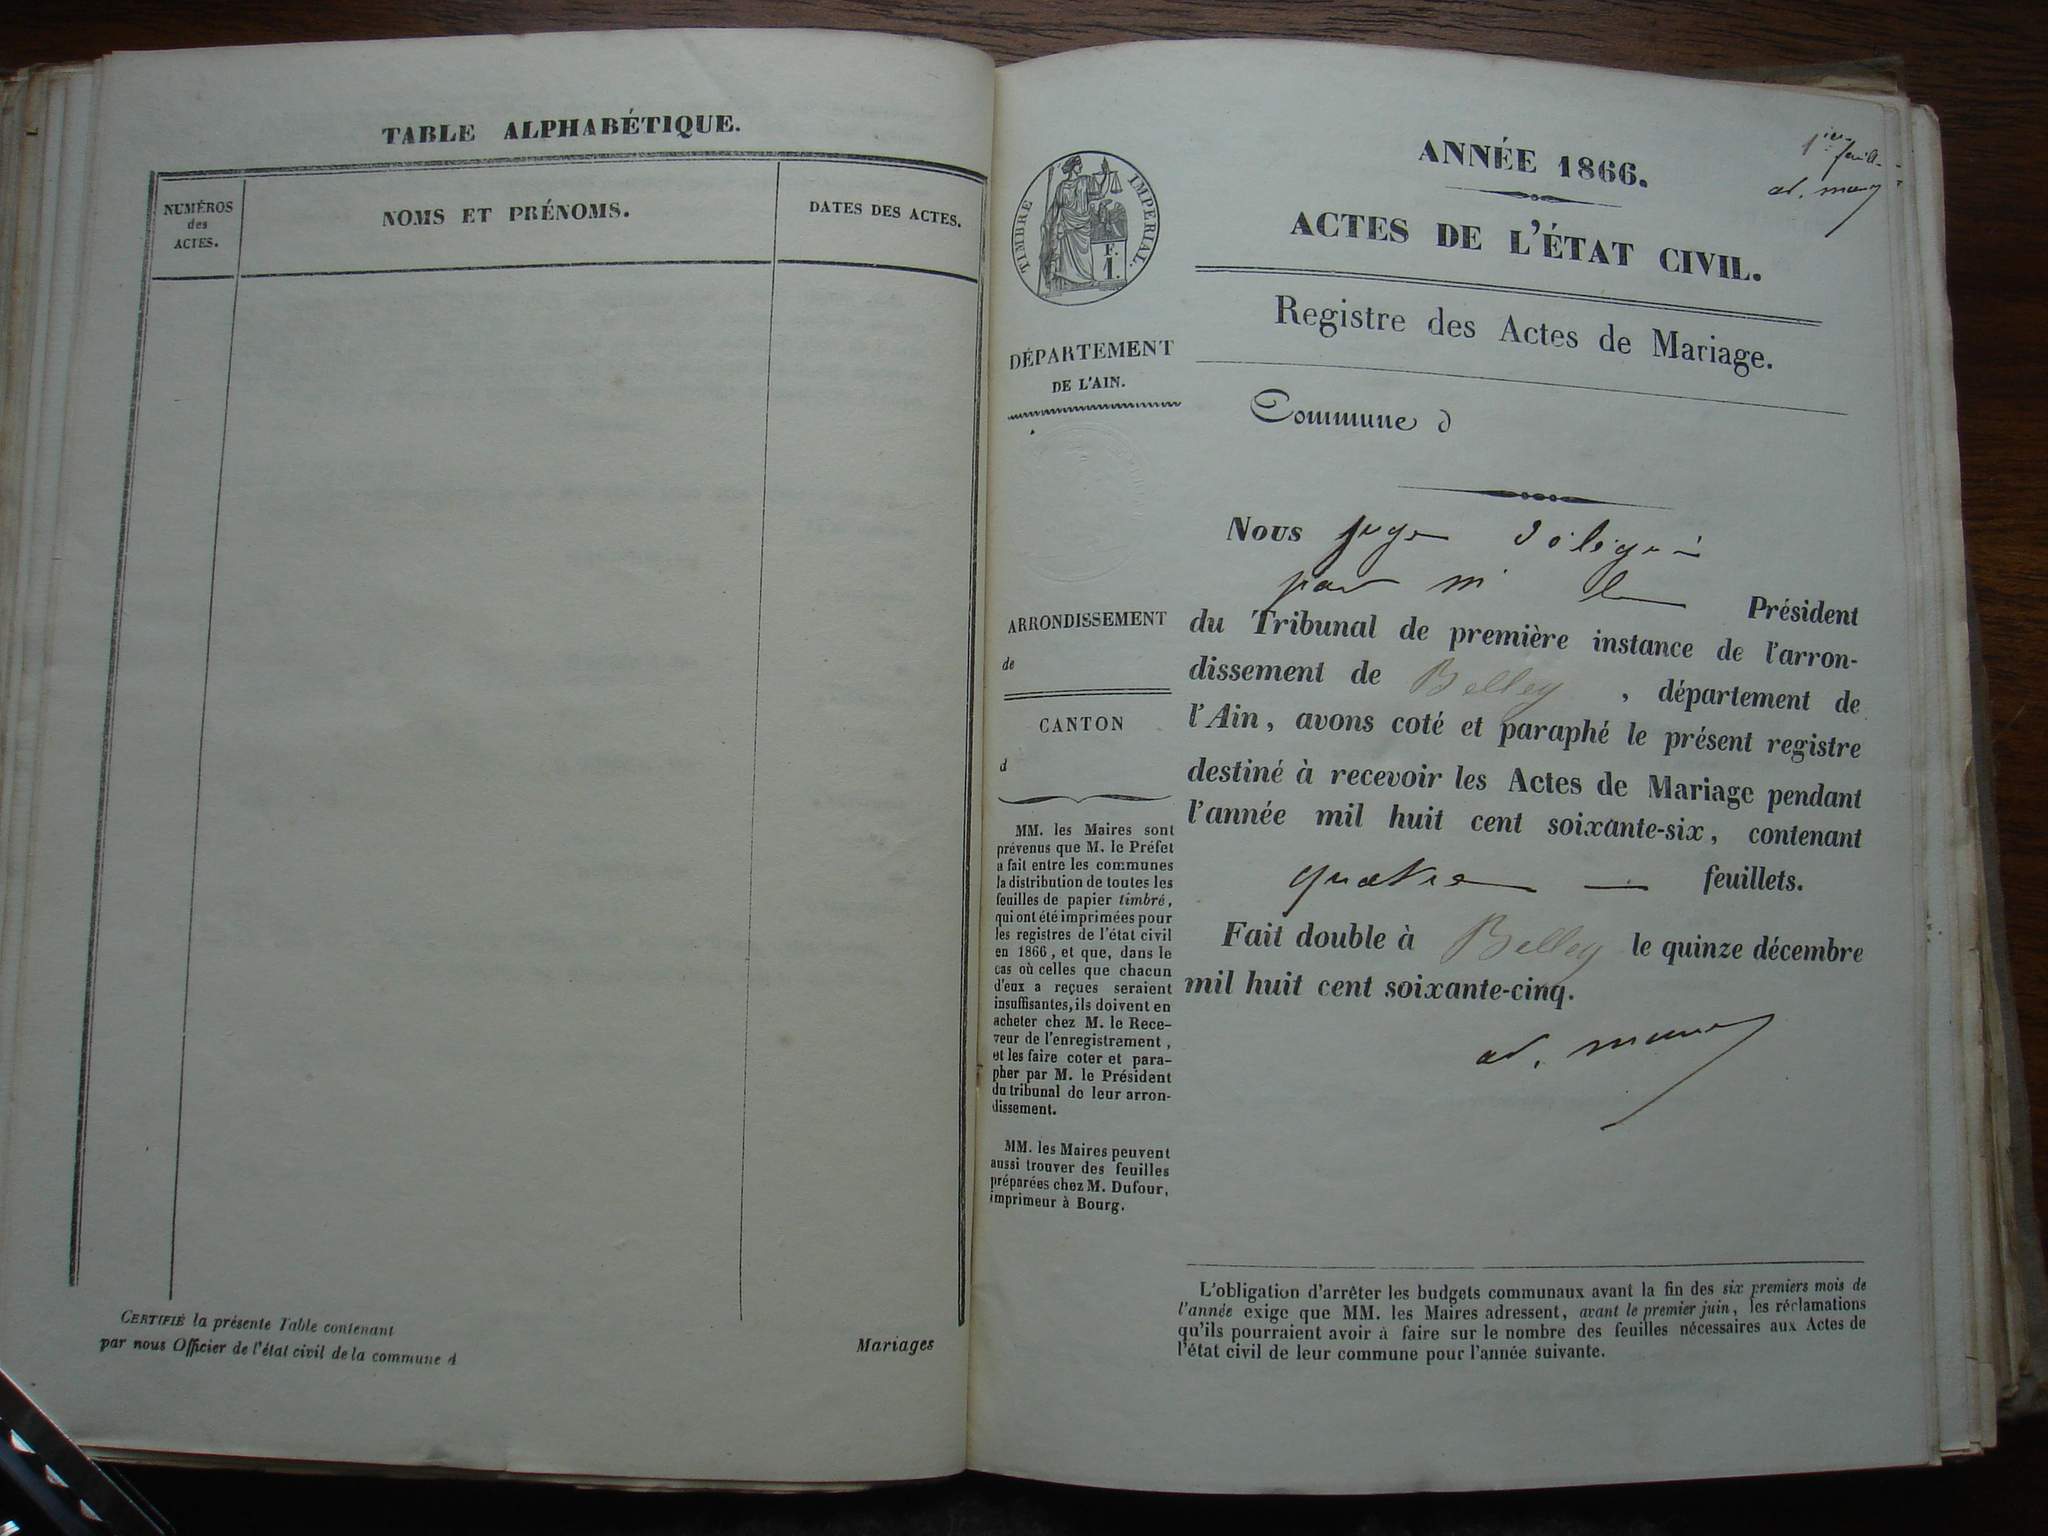 TABLE ALPHABÉTIQUE.
NUMÉROS
des
ACTES.
NOMS ET PRÉNOMS.
DATES DES ACTES.
CERTIFIÉ la présente Table contenant
par nous Officier de l'état civil de la commune d
Mariages
1er feuill.
TIMBRE IMPERIAL.
F.
1.
DÉPARTEMENT
DE L'AIN.
ARRONDISSEMENT
de
CANTON
d
MM. les Maires sont
prévenus que M. le Préfet
a fait entre les communes
la distribution de toutes les
feuilles de papier timbré,
qui ont été imprimées pour
les registres de l'état civil
en 1866, et que, dans le
cas où celles que chacun
d'eux a reçues seraient
insuffisantes, ils doivent en
acheter chez M. le Rece-
veur de l'enregistrement,
et les faire coter et para-
pher par M. le Président
du tribunal de leur arron-
dissement.
MM. les Maires peuvent
aussi trouver des feuilles
préparées chez M. Dufour,
imprimeur à Bourg.
ANNÉE 1866.
ACTES DE L'ÉTAT CIVIL.
Registre des Actes de Mariage.
Commune d
Nous juge délégué
par m le Président
du Tribunal de première instance de l'arron-
dissement de Belley, département de
l'Ain, avons coté et paraphé le présent registre
destiné à recevoir les Actes de Mariage pendant
l'année mil huit cent soixante-six, contenant
quatre — feuillets.
Fait double à Belley le quinze décembre
mil huit cent soixante-cinq.
L'obligation d'arrêter les budgets communaux avant la fin des six premiers mois de
l'année exige que MM. les Maires adressent, avant le premier juin, les réclamations
qu'ils pourraient avoir à faire sur le nombre des feuilles nécessaires aux Actes de
l'état civil de leur commune pour l'année suivante.